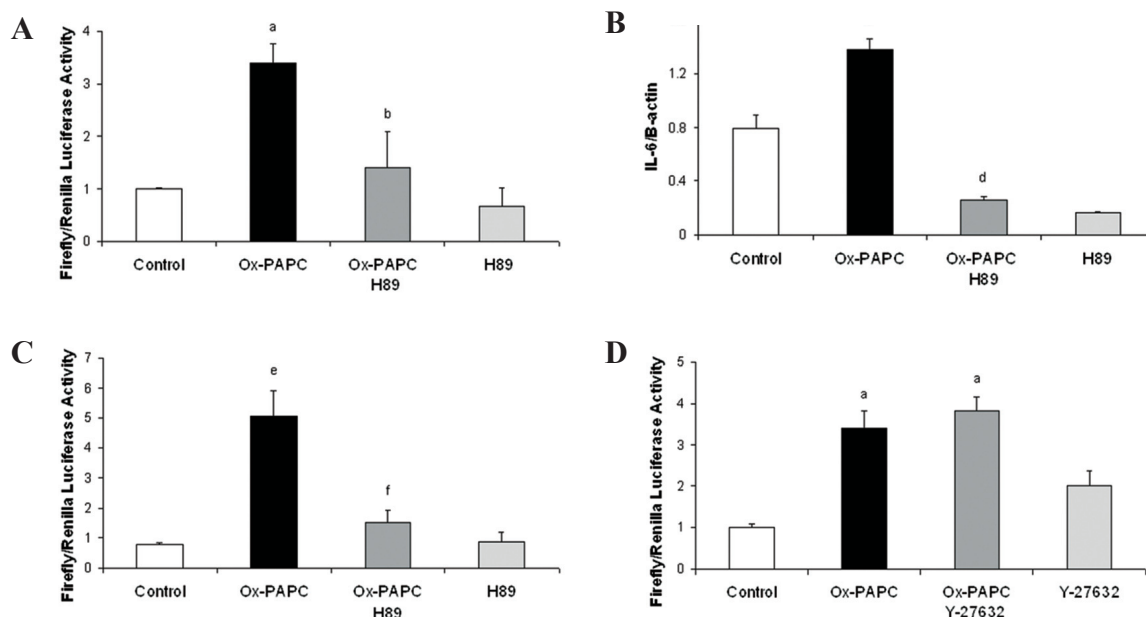 A
Firefly/Renilla Luciferase Activity
4
3
2
1
0
a
b
Control
Ox-PAPC
Ox-PAPC
H89
H89
B
IL-6/B-actin
1.2
0.8
0.4
0
d
Control
Ox-PAPC
Ox-PAPC
H89
H89
C
Firefly/Renilla Luciferase Activity
7
6
5
4
3
2
1
0
e
f
Control
Ox-PAPC
Ox-PAPC
H89
H89
D
Firefly/Renilla Luciferase Activity
5
4
3
2
1
0
a
a
Control
Ox-PAPC
Ox-PAPC
Y-27632
Y-27632